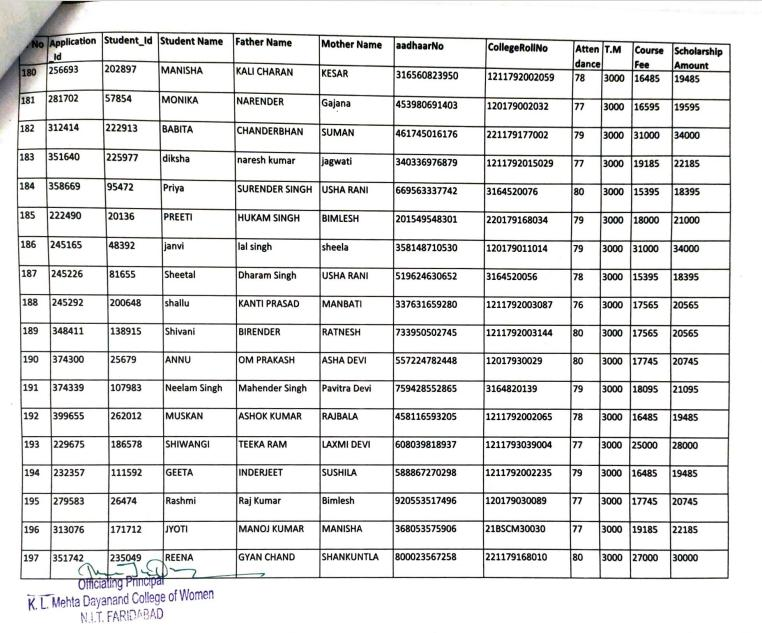 No Application_Id Student_Id Student Name Father Name Mother Name aadhaarNo CollegeRollNo Attendance T.M Course Fee Scholarship Amount
180 256693 202897 MANISHA KALI CHARAN KESAR 316560823950 1211792002059 78 3000 16485 19485
181 281702 57854 MONIKA NARENDER Gajana 453980691403 120179002032 77 3000 16595 19595
182 312414 222913 BABITA CHANDERBHAN SUMAN 461745016176 221179177002 79 3000 31000 34000
183 351640 225977 diksha naresh kumar jagwati 340336976879 1211792015029 77 3000 19185 22185
184 358669 95472 Priya SURENDER SINGH USHA RANI 669563337742 3164520076 80 3000 15395 18395
185 222490 20136 PREETI HUKAM SINGH BIMLESH 201549548301 220179168034 79 3000 18000 21000
186 245165 48392 janvi lal singh sheela 358148710530 120179011014 79 3000 31000 34000
187 245226 81655 Sheetal Dharam Singh USHA RANI 519624630652 3164520056 78 3000 15395 18395
188 245292 200648 shallu KANTI PRASAD MANBATI 337631659280 1211792003087 76 3000 17565 20565
189 348411 138915 Shivani BIRENDER RATNESH 733950502745 1211792003144 80 3000 17565 20565
190 374300 25679 ANNU OM PRAKASH ASHA DEVI 557224782448 12017930029 80 3000 17745 20745
191 374339 107983 Neelam Singh Mahender Singh Pavitra Devi 759428552865 3164820139 79 3000 18095 21095
192 399655 262012 MUSKAN ASHOK KUMAR RAJBALA 458116593205 1211792002065 78 3000 16485 19485
193 229675 186578 SHIWANGI TEEKA RAM LAXMI DEVI 608039818937 1211793039004 77 3000 25000 28000
194 232357 111592 GEETA INDERJEET SUSHILA 588867270298 1211792002235 79 3000 16485 19485
195 279583 26474 Rashmi Raj Kumar Bimlesh 920553517496 120179030089 77 3000 17745 20745
196 313076 171712 JYOTI MANOJ KUMAR MANISHA 368053575906 21BSCM30030 77 3000 19185 22185
197 351742 235049 REENA GYAN CHAND SHANKUNTLA 800023567258 221179168010 80 3000 27000 30000
Officiating Principal
K. L. Mehta Dayanand College of Women
N.I.T. FARIDABAD